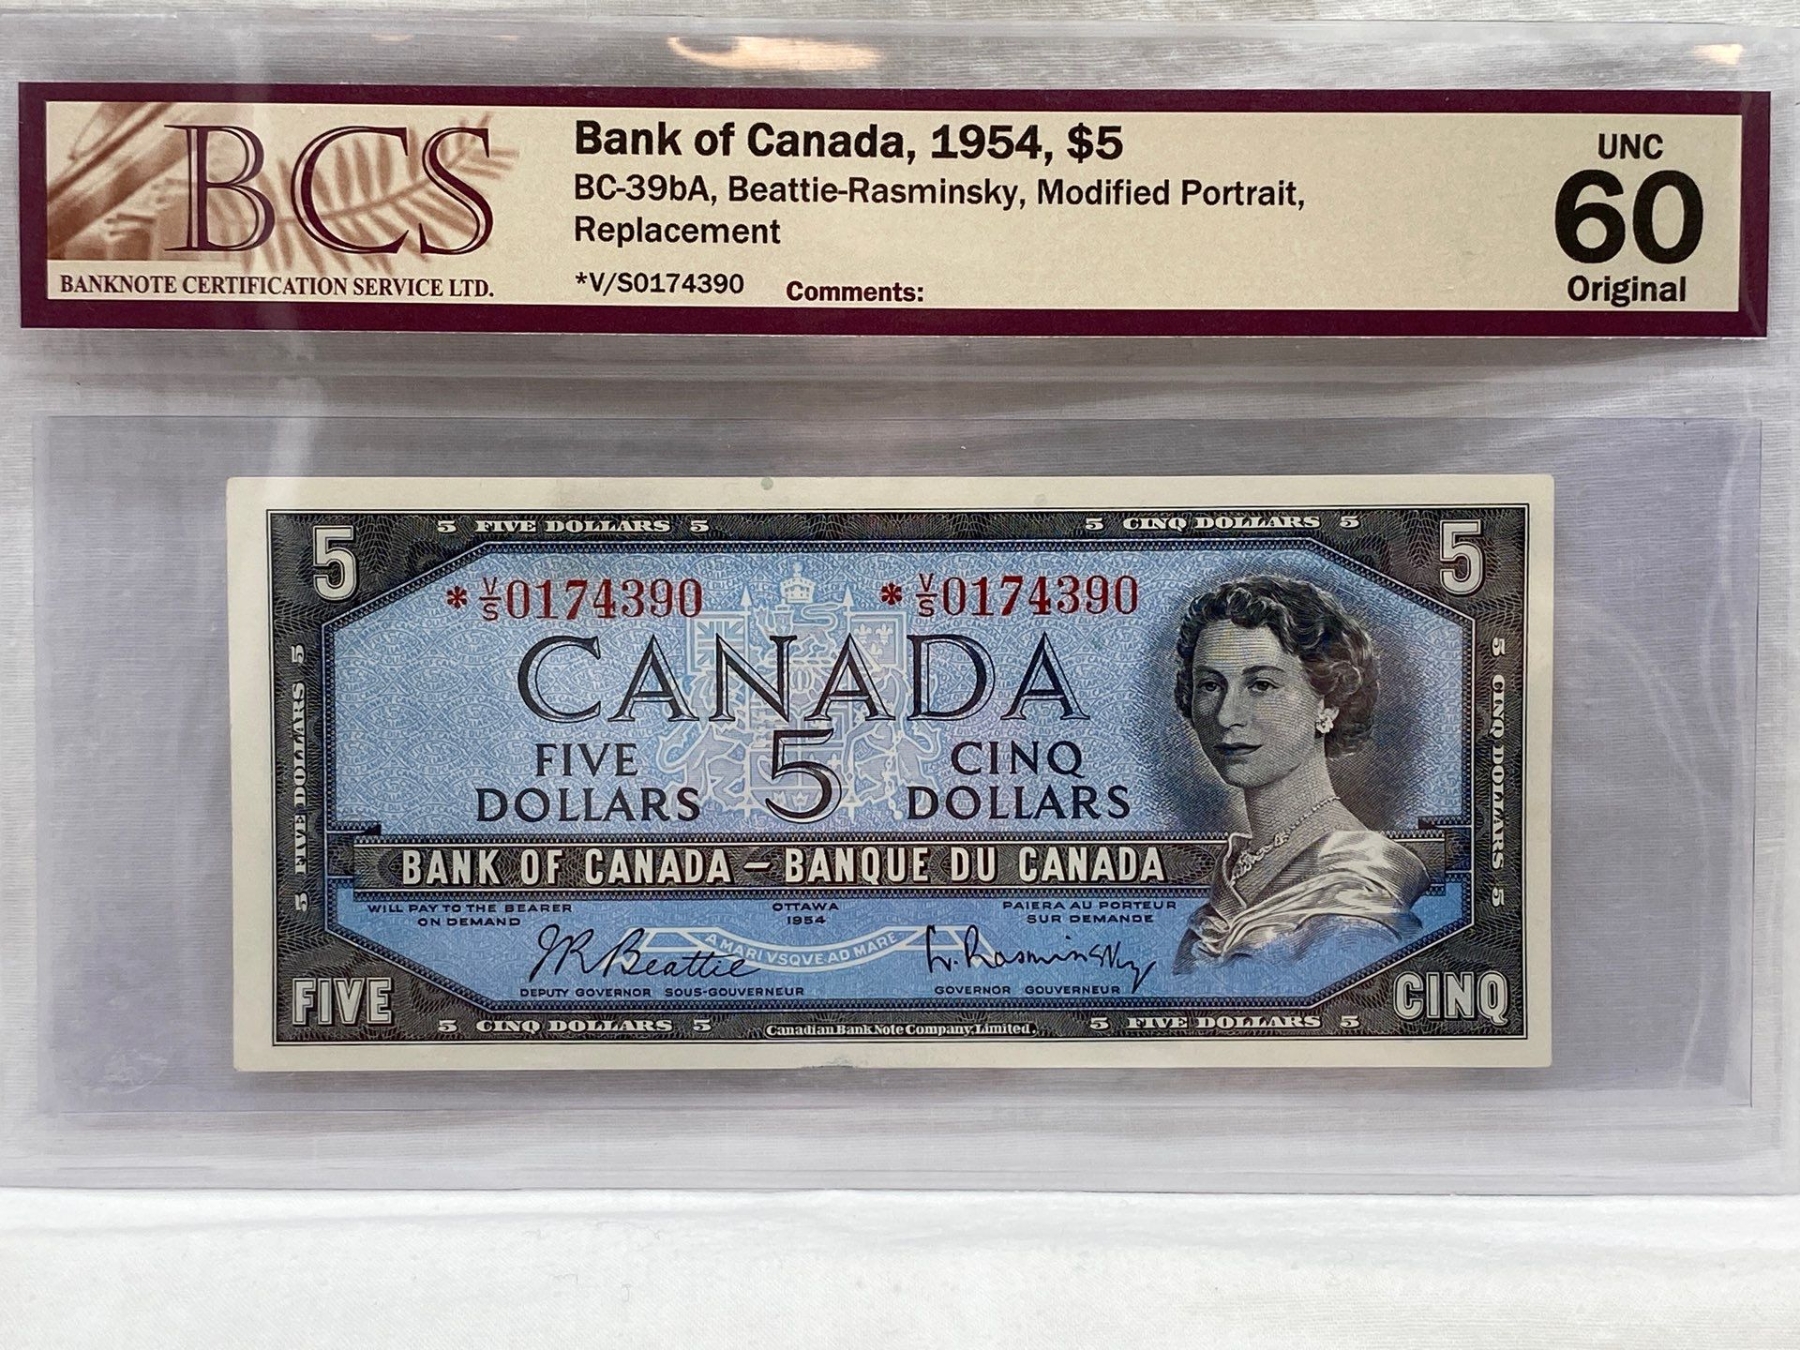 BCS
BANKNOTE CERTIFICATION SERVICE LTD.
Bank of Canada, 1954, $5
BC-39bA, Beattie-Rasminsky, Modified Portrait,
Replacement
*V/S0174390 Comments:
UNC
60
Original
5 5 FIVE DOLLARS 5 5 CINQ DOLLARS 5 5
*V/S0174390 *V/S0174390
CANADA
FIVE DOLLARS
5
CINQ DOLLARS
5 FIVE DOLLARS 5
5 CINQ DOLLARS 5
BANK OF CANADA – BANQUE DU CANADA
WILL PAY TO THE BEARER
ON DEMAND
OTTAWA
1954
PAIERA AU PORTEUR
SUR DEMANDE
JR Beattie
A MARI VSQVE AD MARE
L. Rasminsky
DEPUTY GOVERNOR SOUS-GOUVERNEUR
GOVERNOR GOUVERNEUR
FIVE
CINQ
5 CINQ DOLLARS 5 Canadian Bank Note Company, Limited. 5 FIVE DOLLARS 5